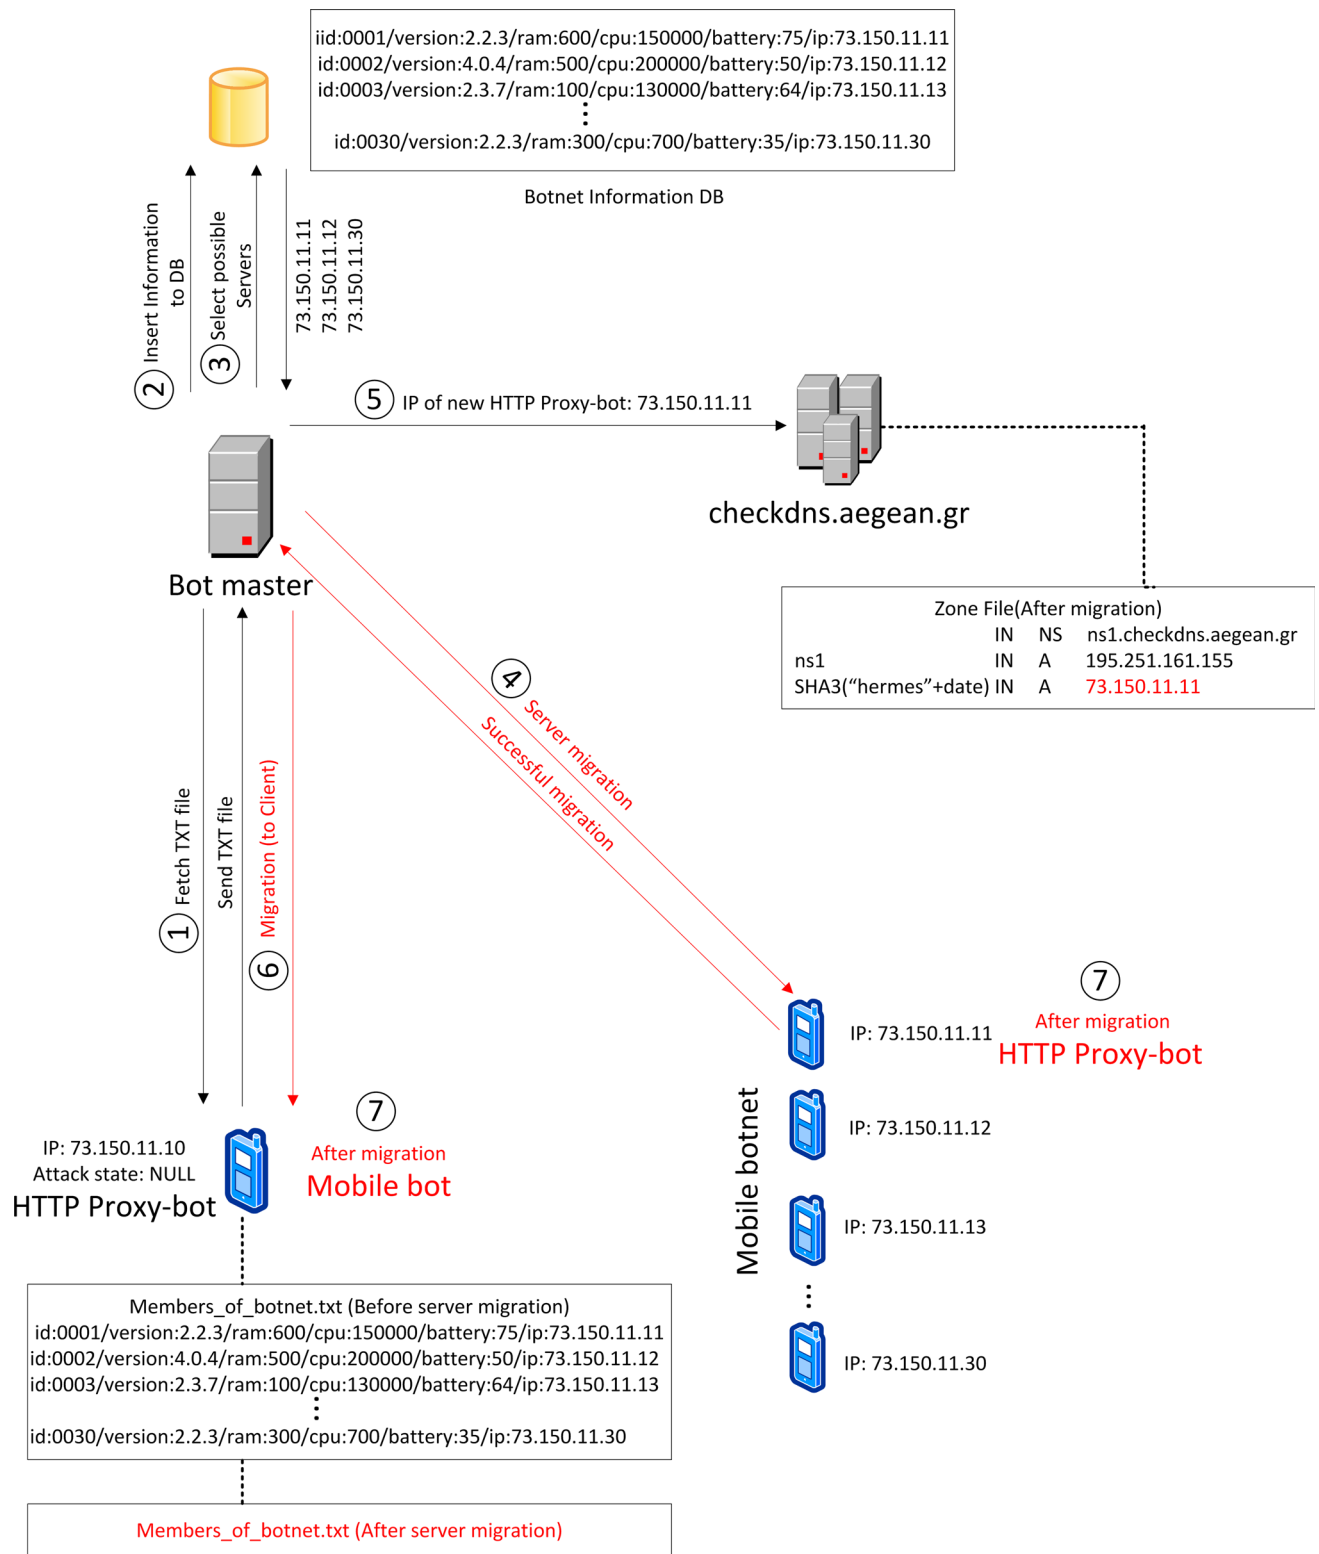 iid:0001/version:2.2.3/ram:600/cpu:150000/battery:75/ip:73.150.11.11
id:0002/version:4.0.4/ram:500/cpu:200000/battery:50/ip:73.150.11.12
id:0003/version:2.3.7/ram:100/cpu:130000/battery:64/ip:73.150.11.13
id:0030/version:2.2.3/ram:300/cpu:700/battery:35/ip:73.150.11.30
Botnet Information DB
2 Insert Information
to DB
3 Select possible
Servers
73.150.11.11
73.150.11.12
73.150.11.30
5 IP of new HTTP Proxy-bot: 73.150.11.11
checkdns.aegean.gr
Bot master
Zone File(After migration)
IN NS ns1.checkdns.aegean.gr
ns1 IN A 195.251.161.155
SHA3(“hermes”+date) IN A 73.150.11.11
4 Server migration
Successful migration
1 Fetch TXT file
Send TXT file
6 Migration (to Client)
7
After migration
HTTP Proxy-bot
IP: 73.150.11.11
IP: 73.150.11.12
IP: 73.150.11.13
IP: 73.150.11.30
Mobile botnet
IP: 73.150.11.10
Attack state: NULL
HTTP Proxy-bot
7
After migration
Mobile bot
Members_of_botnet.txt (Before server migration)
id:0001/version:2.2.3/ram:600/cpu:150000/battery:75/ip:73.150.11.11
id:0002/version:4.0.4/ram:500/cpu:200000/battery:50/ip:73.150.11.12
id:0003/version:2.3.7/ram:100/cpu:130000/battery:64/ip:73.150.11.13
id:0030/version:2.2.3/ram:300/cpu:700/battery:35/ip:73.150.11.30
Members_of_botnet.txt (After server migration)